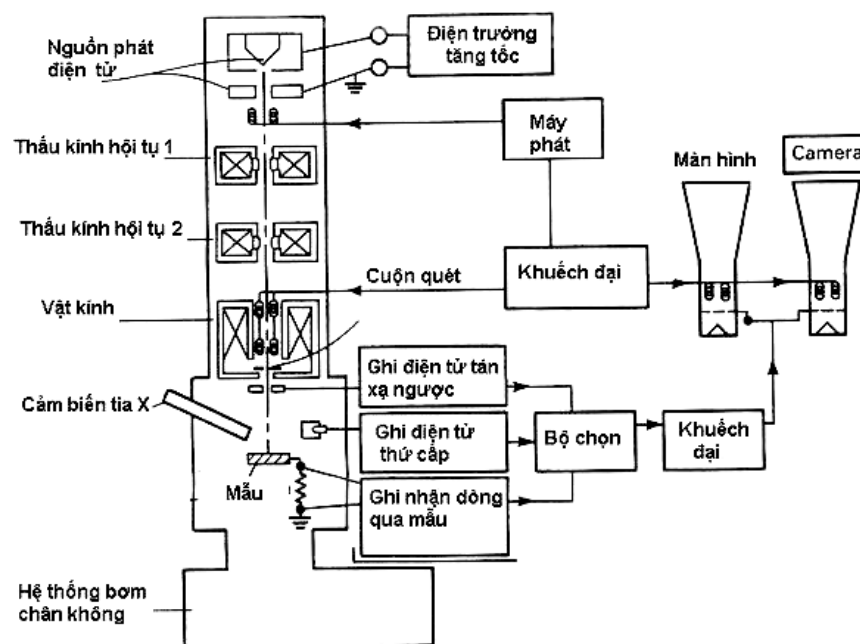 Nguồn phát
điện tử
Điện trường
tăng tốc
Máy
phát
Thấu kính hội tụ 1
Màn hình
Camera
Thấu kính hội tụ 2
Cuộn quét
Khuếch đại
Vật kính
Ghi điện tử tán
xạ ngược
Cảm biến tia X
Ghi điện tử
thứ cấp
Bộ chọn
Khuếch
đại
Mẫu
Ghi nhận dòng
qua mẫu
Hệ thống bơm
chân không